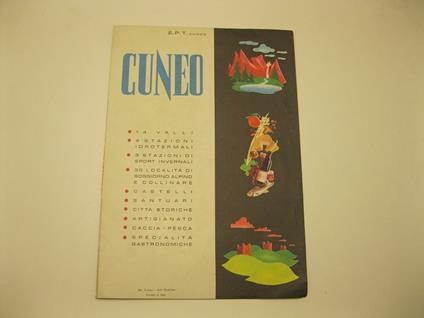 E.P.T. CUNEO
CUNEO
14 VALLI
4 STAZIONI
IDROTERMALI
3 STAZIONI DI
SPORT INVERNALI
30 LOCALITÀ DI
SOGGIORNO ALPINO
E COLLINARE
CASTELLI
SANTUARI
CITTÀ STORICHE
ARTIGIANATO
CACCIA - PESCA
SPECIALITÀ
GASTRONOMICHE